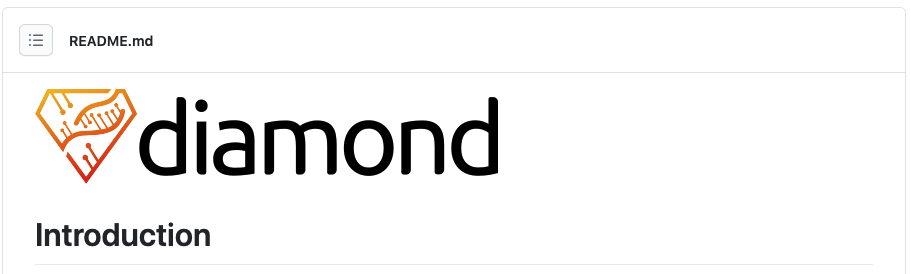 README.md
diamond
Introduction